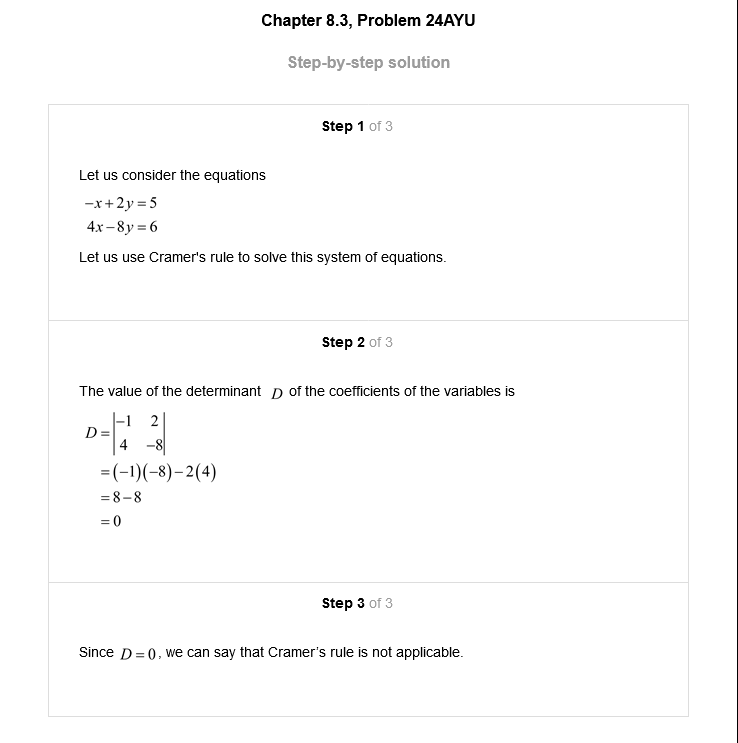 Chapter 8.3, Problem 24AYU
Step-by-step solution
Step 1 of 3
Let us consider the equations
−x+2y=5
4x−8y=6
Let us use Cramer's rule to solve this system of equations.
Step 2 of 3
The value of the determinant D of the coefficients of the variables is
D=|−1 2|
|4 −8|
=(−1)(−8)−2(4)
=8−8
=0
Step 3 of 3
Since D=0, we can say that Cramer's rule is not applicable.